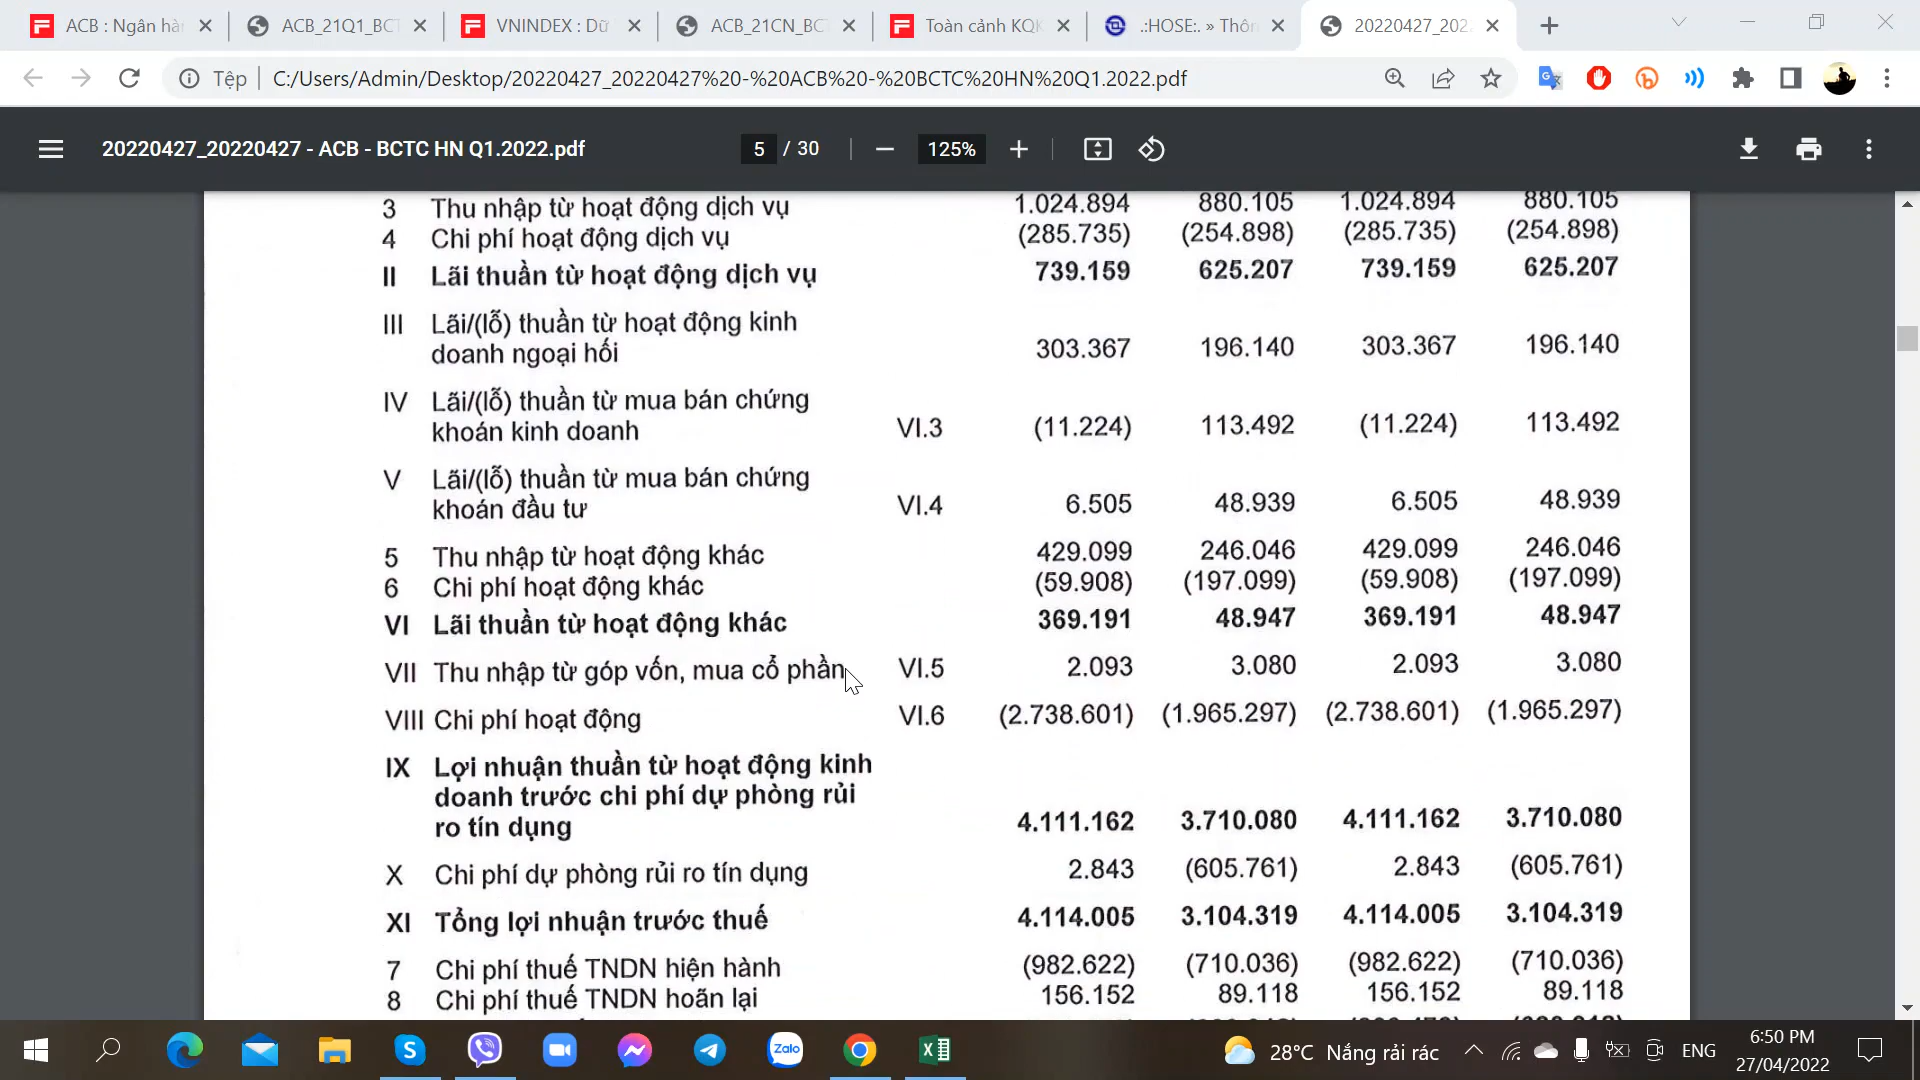 ACB : Ngân hà
ACB_21Q1_BCT
VNINDEX : Dữ
ACB_21CN_BCT
Toàn cảnh KQK
.:HOSE:. » Thôn
20220427_202
Tệp
C:/Users/Admin/Desktop/20220427_20220427%20-%20ACB%20-%20BCTC%20HN%20Q1.2022.pdf
20220427_20220427 - ACB - BCTC HN Q1.2022.pdf
5 / 30
125%
3 Thu nhập từ hoạt động dịch vụ 1.024.894 880.105 1.024.894 880.105
4 Chi phí hoạt động dịch vụ (285.735) (254.898) (285.735) (254.898)
II Lãi thuần từ hoạt động dịch vụ 739.159 625.207 739.159 625.207
III Lãi/(lỗ) thuần từ hoạt động kinh
doanh ngoại hối 303.367 196.140 303.367 196.140
IV Lãi/(lỗ) thuần từ mua bán chứng
khoán kinh doanh VI.3 (11.224) 113.492 (11.224) 113.492
V Lãi/(lỗ) thuần từ mua bán chứng
khoán đầu tư VI.4 6.505 48.939 6.505 48.939
5 Thu nhập từ hoạt động khác 429.099 246.046 429.099 246.046
6 Chi phí hoạt động khác (59.908) (197.099) (59.908) (197.099)
VI Lãi thuần từ hoạt động khác 369.191 48.947 369.191 48.947
VII Thu nhập từ góp vốn, mua cổ phần VI.5 2.093 3.080 2.093 3.080
VIII Chi phí hoạt động VI.6 (2.738.601) (1.965.297) (2.738.601) (1.965.297)
IX Lợi nhuận thuần từ hoạt động kinh
doanh trước chi phí dự phòng rủi
ro tín dụng 4.111.162 3.710.080 4.111.162 3.710.080
X Chi phí dự phòng rủi ro tín dụng 2.843 (605.761) 2.843 (605.761)
XI Tổng lợi nhuận trước thuế 4.114.005 3.104.319 4.114.005 3.104.319
7 Chi phí thuế TNDN hiện hành (982.622) (710.036) (982.622) (710.036)
8 Chi phí thuế TNDN hoãn lại 156.152 89.118 156.152 89.118
Zalo
28°C Nắng rải rác
ENG
6:50 PM
27/04/2022